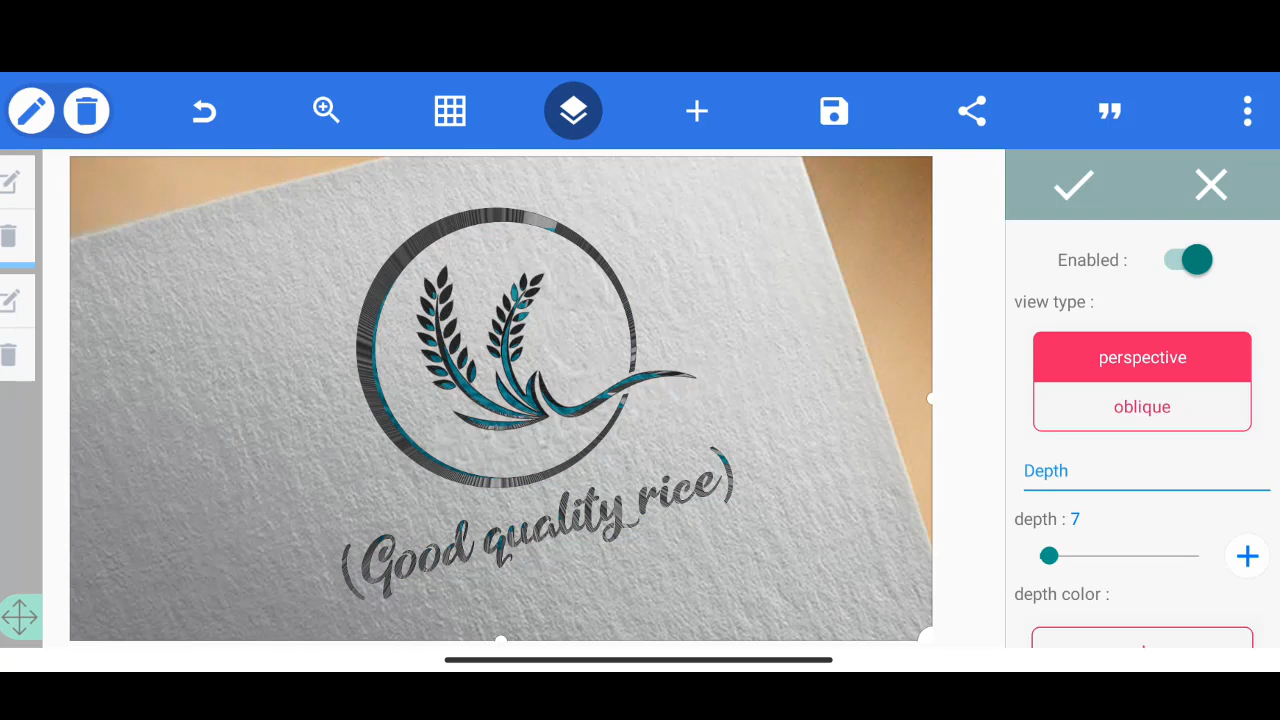 Enabled :
view type :
perspective
oblique
Depth
depth : 7
depth color :
(Good quality rice)